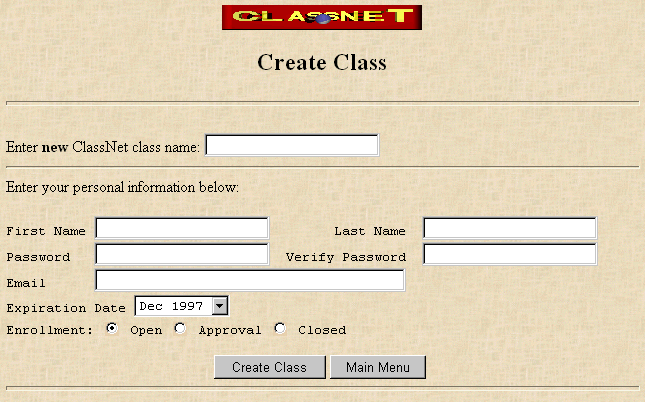 CLASSNET
Create Class
Enter new ClassNet class name:
Enter your personal information below:
First Name Last Name
Password Verify Password
Email
Expiration Date Dec 1997
Enrollment: Open Approval Closed
Create Class Main Menu